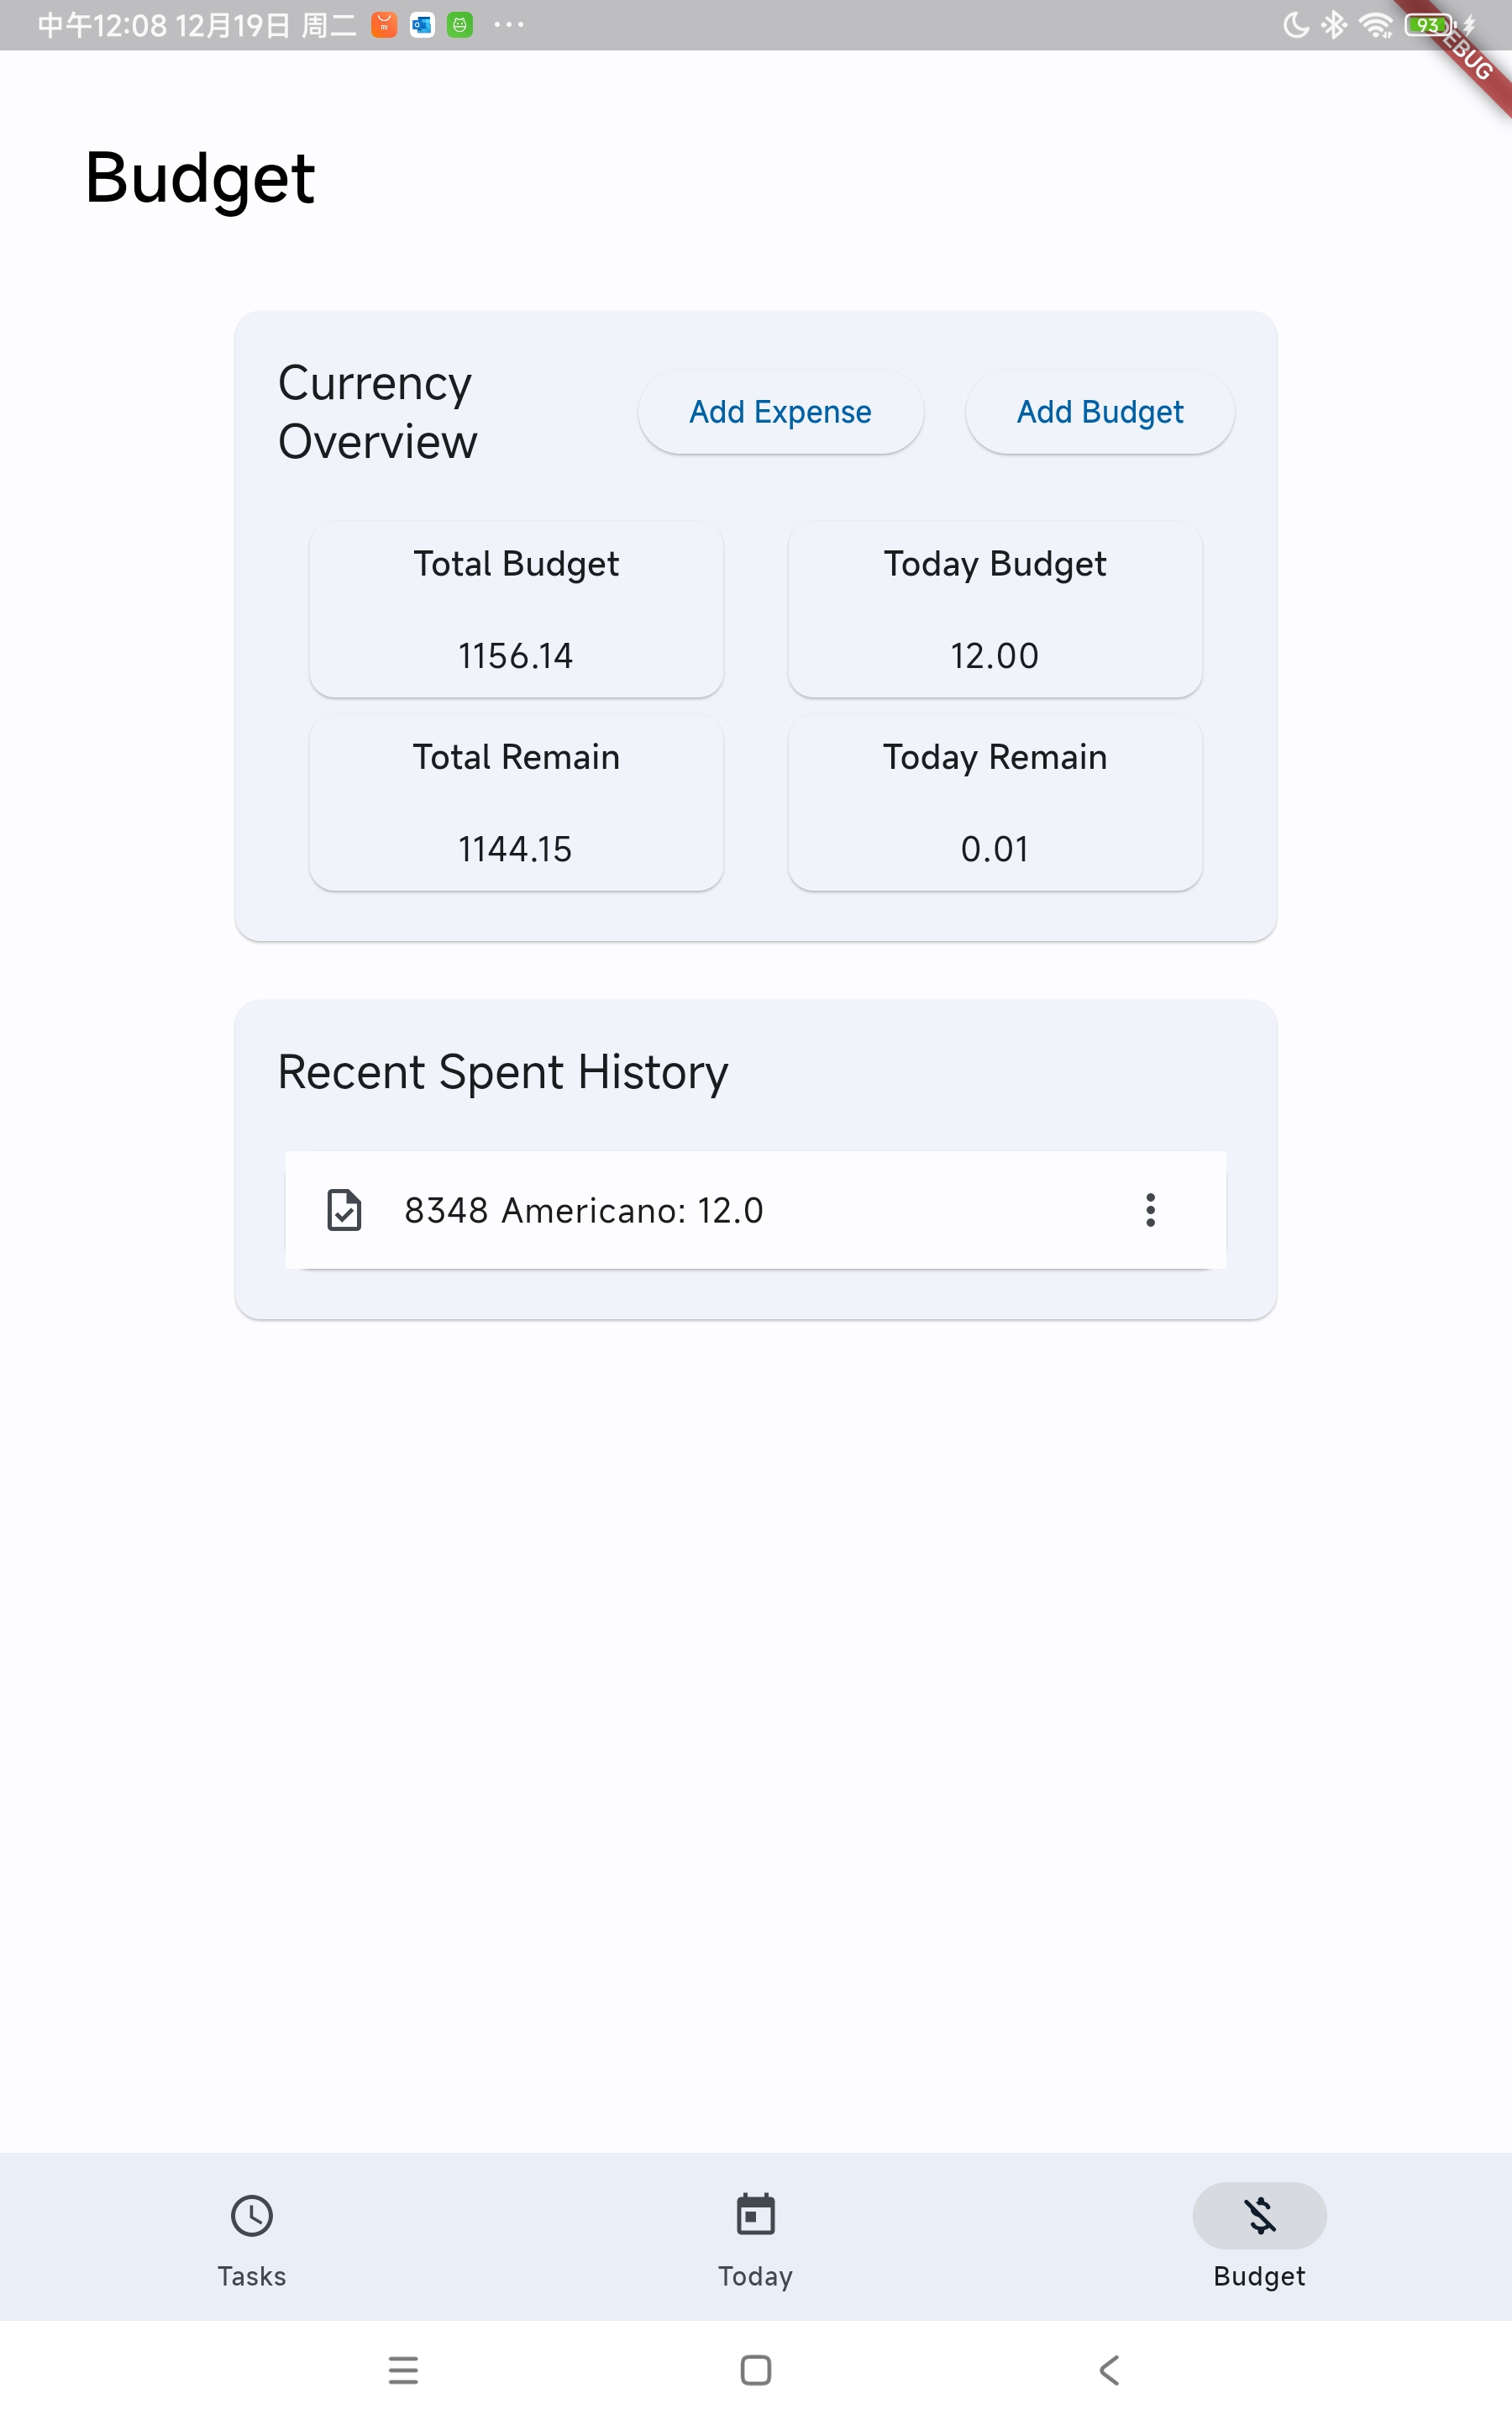 中午12:08 12月19日 周二
93
EBUG
Budget
Currency
Overview
Add Expense
Add Budget
Total Budget
Today Budget
1156.14
12.00
Total Remain
Today Remain
1144.15
0.01
Recent Spent History
8348 Americano: 12.0
Tasks
Today
Budget